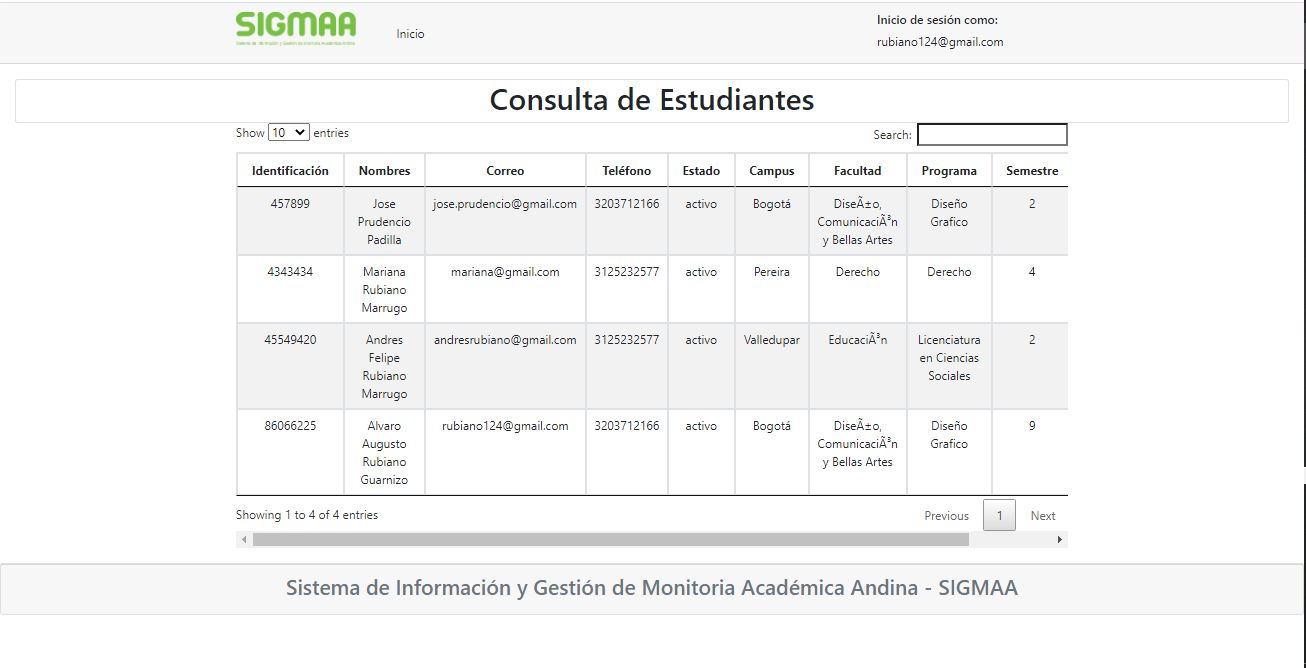 SIGMAA
Sistema de Información y Gestión de Monitoria Académica Andina
Inicio
Inicio de sesión como:
rubiano124@gmail.com
Consulta de Estudiantes
Show 10 entries
Search:
Identificación Nombres Correo Teléfono Estado Campus Facultad Programa Semestre
457899 Jose jose.prudencio@gmail.com 3203712166 activo Bogotá DiseÃ±o, Diseño 2
Prudencio ComunicaciÃ³n Grafico
Padilla y Bellas Artes
4343434 Mariana mariana@gmail.com 3125232577 activo Pereira Derecho Derecho 4
Rubiano
Marrugo
45549420 Andres andresrubiano@gmail.com 3125232577 activo Valledupar EducaciÃ³n Licenciatura 2
Felipe en Ciencias
Rubiano Sociales
Marrugo
86066225 Alvaro rubiano124@gmail.com 3203712166 activo Bogotá DiseÃ±o, Diseño 9
Augusto ComunicaciÃ³n Grafico
Rubiano y Bellas Artes
Guarnizo
Showing 1 to 4 of 4 entries
Previous 1 Next
Sistema de Información y Gestión de Monitoria Académica Andina - SIGMAA